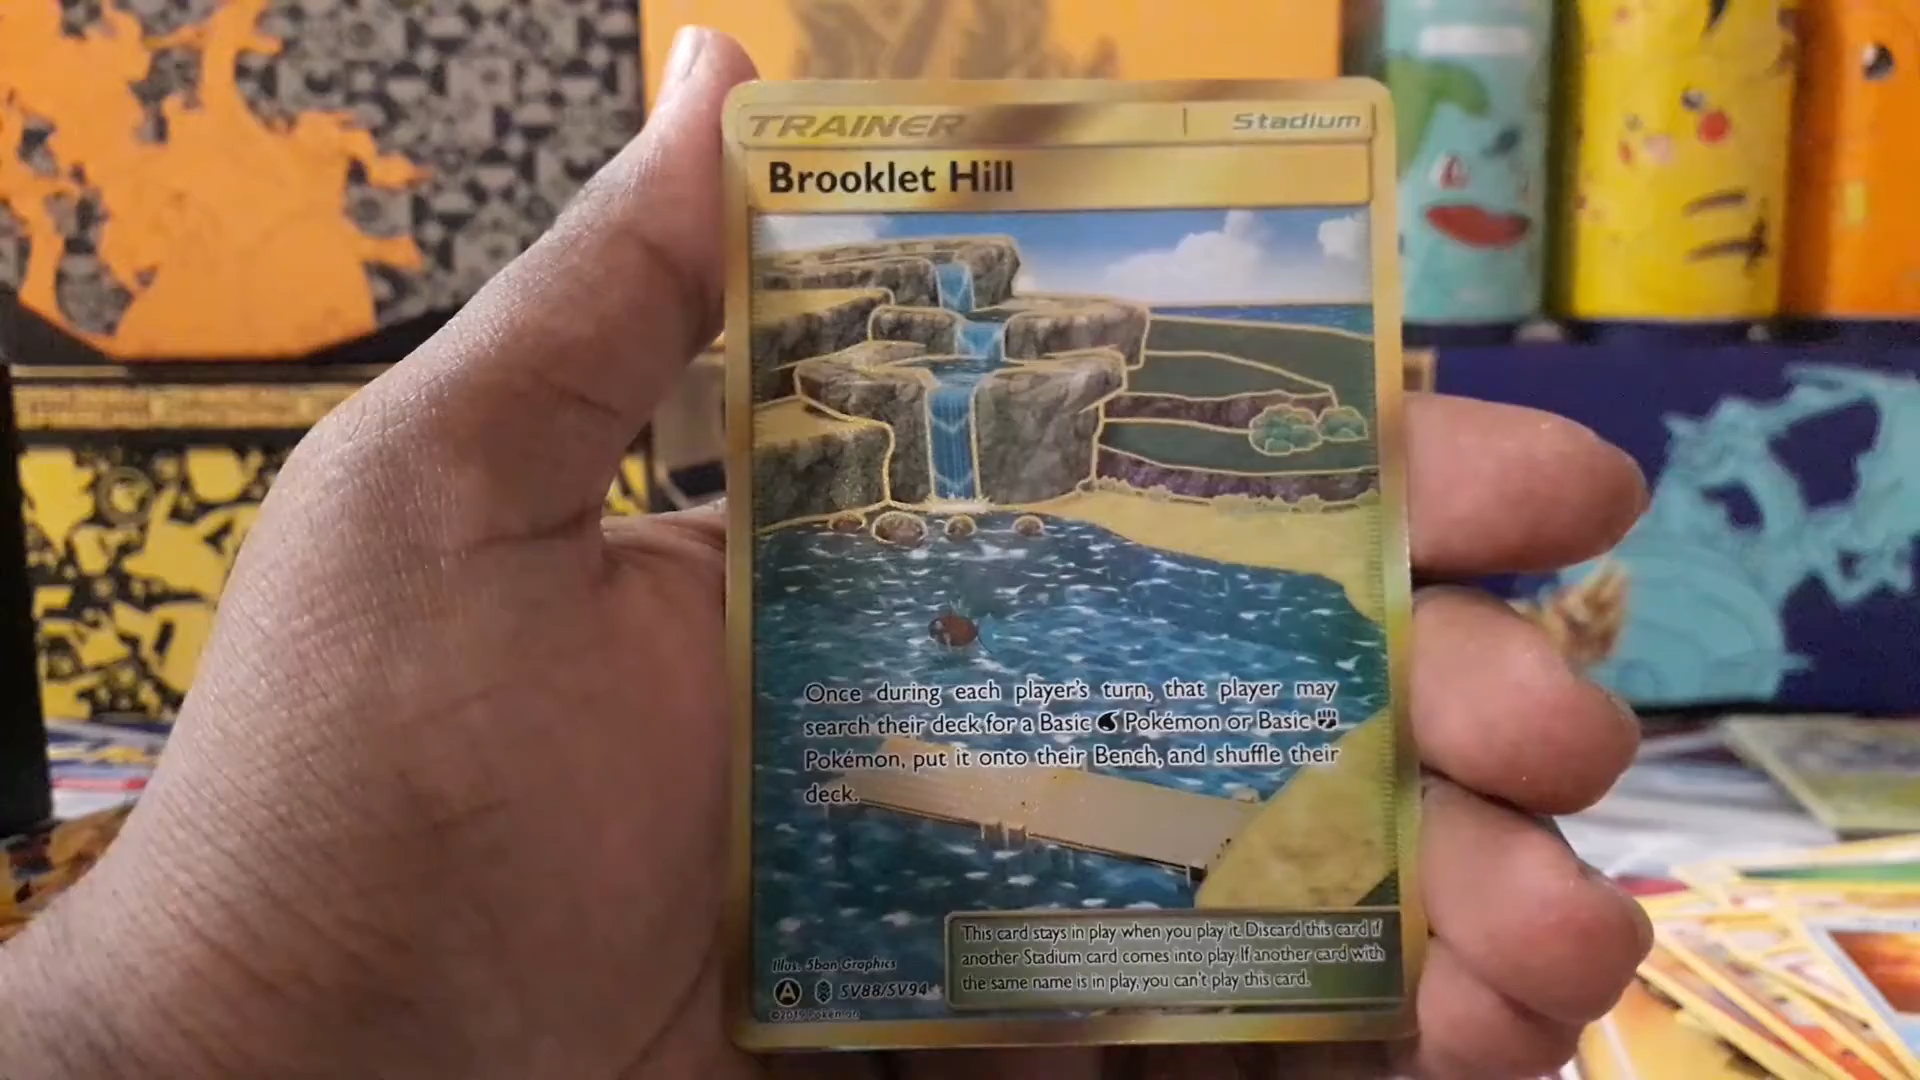 TRAINER
Stadium
Brooklet Hill
Once during each player's turn, that player may
search their deck for a Basic Pokémon or Basic
Pokémon, put it onto their Bench, and shuffle their
deck.
This card stays in play when you play it. Discard this card if
another Stadium card comes into play. If another card with
the same name is in play, you can't play this card.
Illus. 5ban Graphics
A SV88/SV94
©2019 Pokémon